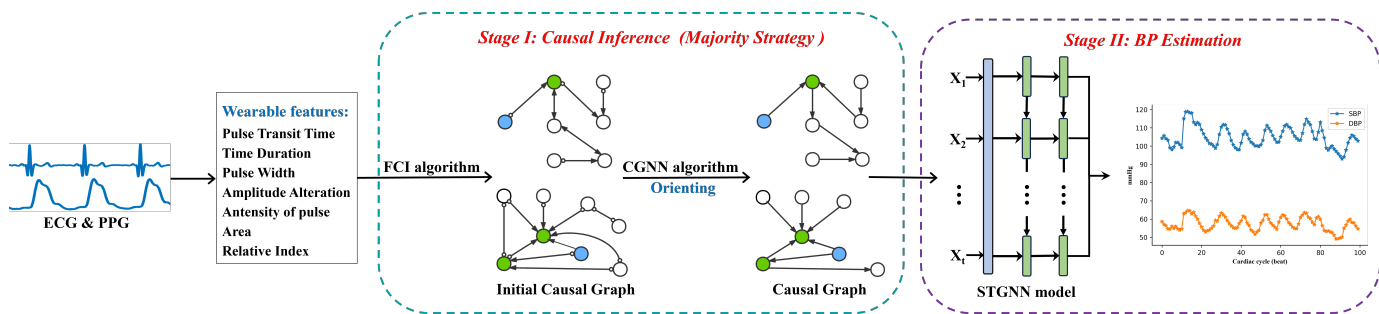 ECG & PPG
Wearable features:
Pulse Transit Time
Time Duration
Pulse Width
Amplitude Alteration
Antensity of pulse
Area
Relative Index
Stage I: Causal Inference (Majority Strategy )
FCI algorithm
Initial Causal Graph
CGNN algorithm
Orienting
Causal Graph
Stage II: BP Estimation
X1
X2
Xt
STGNN model
SBP
DBP
mmHg
120
110
100
90
80
70
60
50
0
20
40
60
80
100
Cardiac cycle (beat)